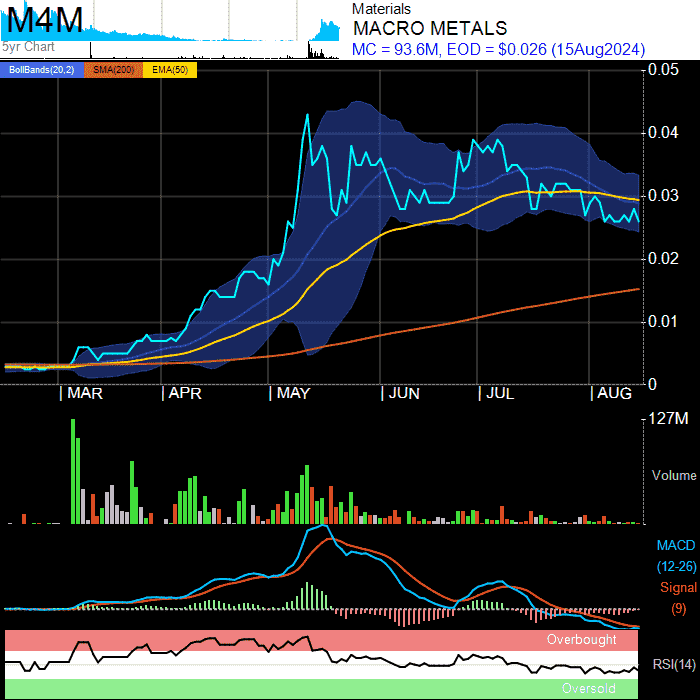 M4M
5yr Chart
Materials
MACRO METALS
MC = 93.6M, EOD = $0.026 (15Aug2024)
BollBands(20,2) SMA(200) EMA(50)
0.05
0.04
0.03
0.02
0.01
0
| MAR | APR | MAY | JUN | JUL | AUG
127M
Volume
MACD
(12-26)
Signal
(9)
Overbought
RSI(14)
Oversold